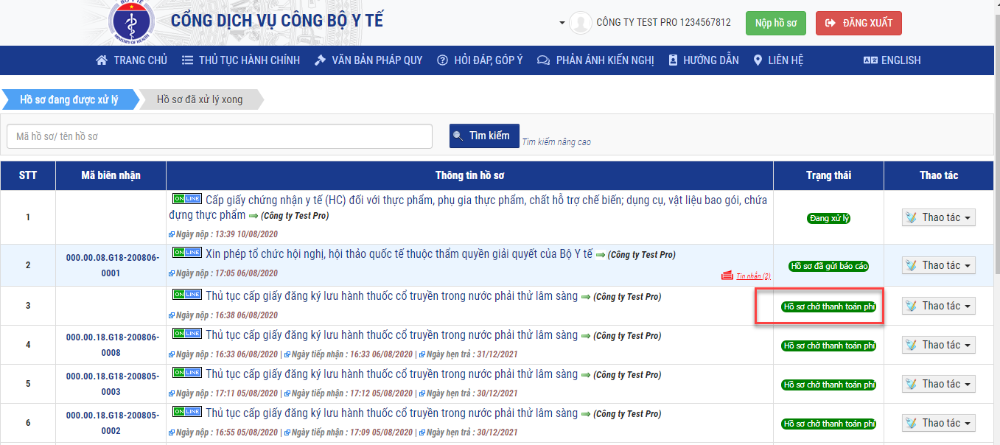 BỘ Y TẾ
MINISTRY OF HEALTH
CỔNG DỊCH VỤ CÔNG BỘ Y TẾ
CÔNG TY TEST PRO 1234567812
Nộp hồ sơ
ĐĂNG XUẤT
TRANG CHỦ
THỦ TỤC HÀNH CHÍNH
VĂN BẢN PHÁP QUY
HỎI ĐÁP, GÓP Ý
PHẢN ÁNH KIẾN NGHỊ
HƯỚNG DẪN
LIÊN HỆ
ENGLISH
Hồ sơ đang được xử lý
Hồ sơ đã xử lý xong
Mã hồ sơ/ tên hồ sơ
Tìm kiếm
Tìm kiếm nâng cao
STT
Mã biên nhận
Thông tin hồ sơ
Trạng thái
Thao tác
1
ONLINE Cấp giấy chứng nhận y tế (HC) đối với thực phẩm, phụ gia thực phẩm, chất hỗ trợ chế biến; dụng cụ, vật liệu bao gói, chứa
đựng thực phẩm (Công ty Test Pro)
Ngày nộp : 13:39 10/08/2020
Đang xử lý
Thao tác
2
000.00.08.G18-200806-
0001
ONLINE Xin phép tổ chức hội nghị, hội thảo quốc tế thuộc thẩm quyền giải quyết của Bộ Y tế (Công ty Test Pro)
Ngày nộp : 17:05 06/08/2020
Tin nhắn (2)
Hồ sơ đã gửi báo cáo
Thao tác
3
ONLINE Thủ tục cấp giấy đăng ký lưu hành thuốc cổ truyền trong nước phải thử lâm sàng (Công ty Test Pro)
Ngày nộp : 16:38 06/08/2020
Hồ sơ chờ thanh toán phí
Thao tác
4
000.00.18.G18-200806-
0008
ONLINE Thủ tục cấp giấy đăng ký lưu hành thuốc cổ truyền trong nước phải thử lâm sàng (Công ty Test Pro)
Ngày nộp : 16:33 06/08/2020 | Ngày tiếp nhận : 16:33 06/08/2020 | Ngày hẹn trả : 31/12/2021
Hồ sơ chờ thanh toán phí
Thao tác
5
000.00.18.G18-200805-
0003
ONLINE Thủ tục cấp giấy đăng ký lưu hành thuốc cổ truyền trong nước phải thử lâm sàng (Công ty Test Pro)
Ngày nộp : 17:11 05/08/2020 | Ngày tiếp nhận : 17:12 05/08/2020 | Ngày hẹn trả : 30/12/2021
Hồ sơ chờ thanh toán phí
Thao tác
6
000.00.18.G18-200805-
0002
ONLINE Thủ tục cấp giấy đăng ký lưu hành thuốc cổ truyền trong nước phải thử lâm sàng (Công ty Test Pro)
Ngày nộp : 16:55 05/08/2020 | Ngày tiếp nhận : 17:09 05/08/2020 | Ngày hẹn trả : 30/12/2021
Hồ sơ chờ thanh toán phí
Thao tác